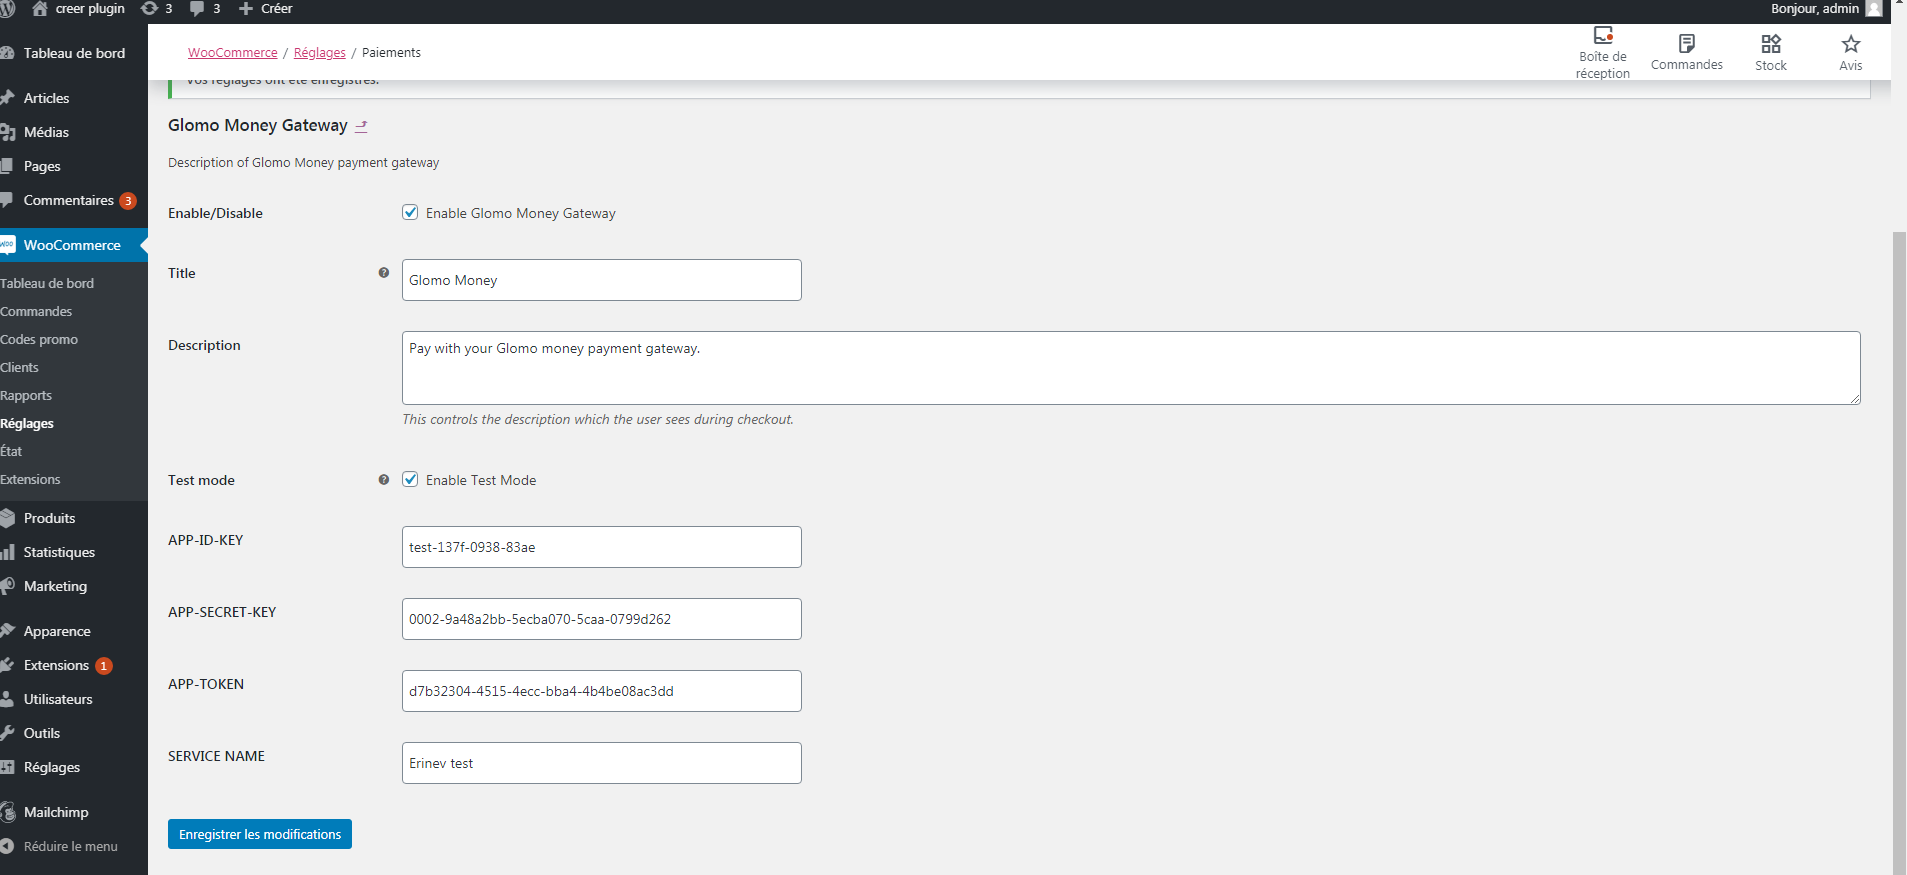 creer plugin 3 3 Créer Bonjour, admin
WooCommerce / Réglages / Paiements
Boîte de réception
Commandes
Stock
Avis
Tableau de bord
Articles
Médias
Pages
Commentaires 3
WooCommerce
Tableau de bord
Commandes
Codes promo
Clients
Rapports
Réglages
État
Extensions
Produits
Statistiques
Marketing
Apparence
Extensions 1
Utilisateurs
Outils
Réglages
Mailchimp
Réduire le menu
Vos réglages ont été enregistrés.
Glomo Money Gateway
Description of Glomo Money payment gateway
Enable/Disable Enable Glomo Money Gateway
Title Glomo Money
Description Pay with your Glomo money payment gateway.
This controls the description which the user sees during checkout.
Test mode Enable Test Mode
APP-ID-KEY test-137f-0938-83ae
APP-SECRET-KEY 0002-9a48a2bb-5ecba070-5caa-0799d262
APP-TOKEN d7b32304-4515-4ecc-bba4-4b4be08ac3dd
SERVICE NAME Erinev test
Enregistrer les modifications